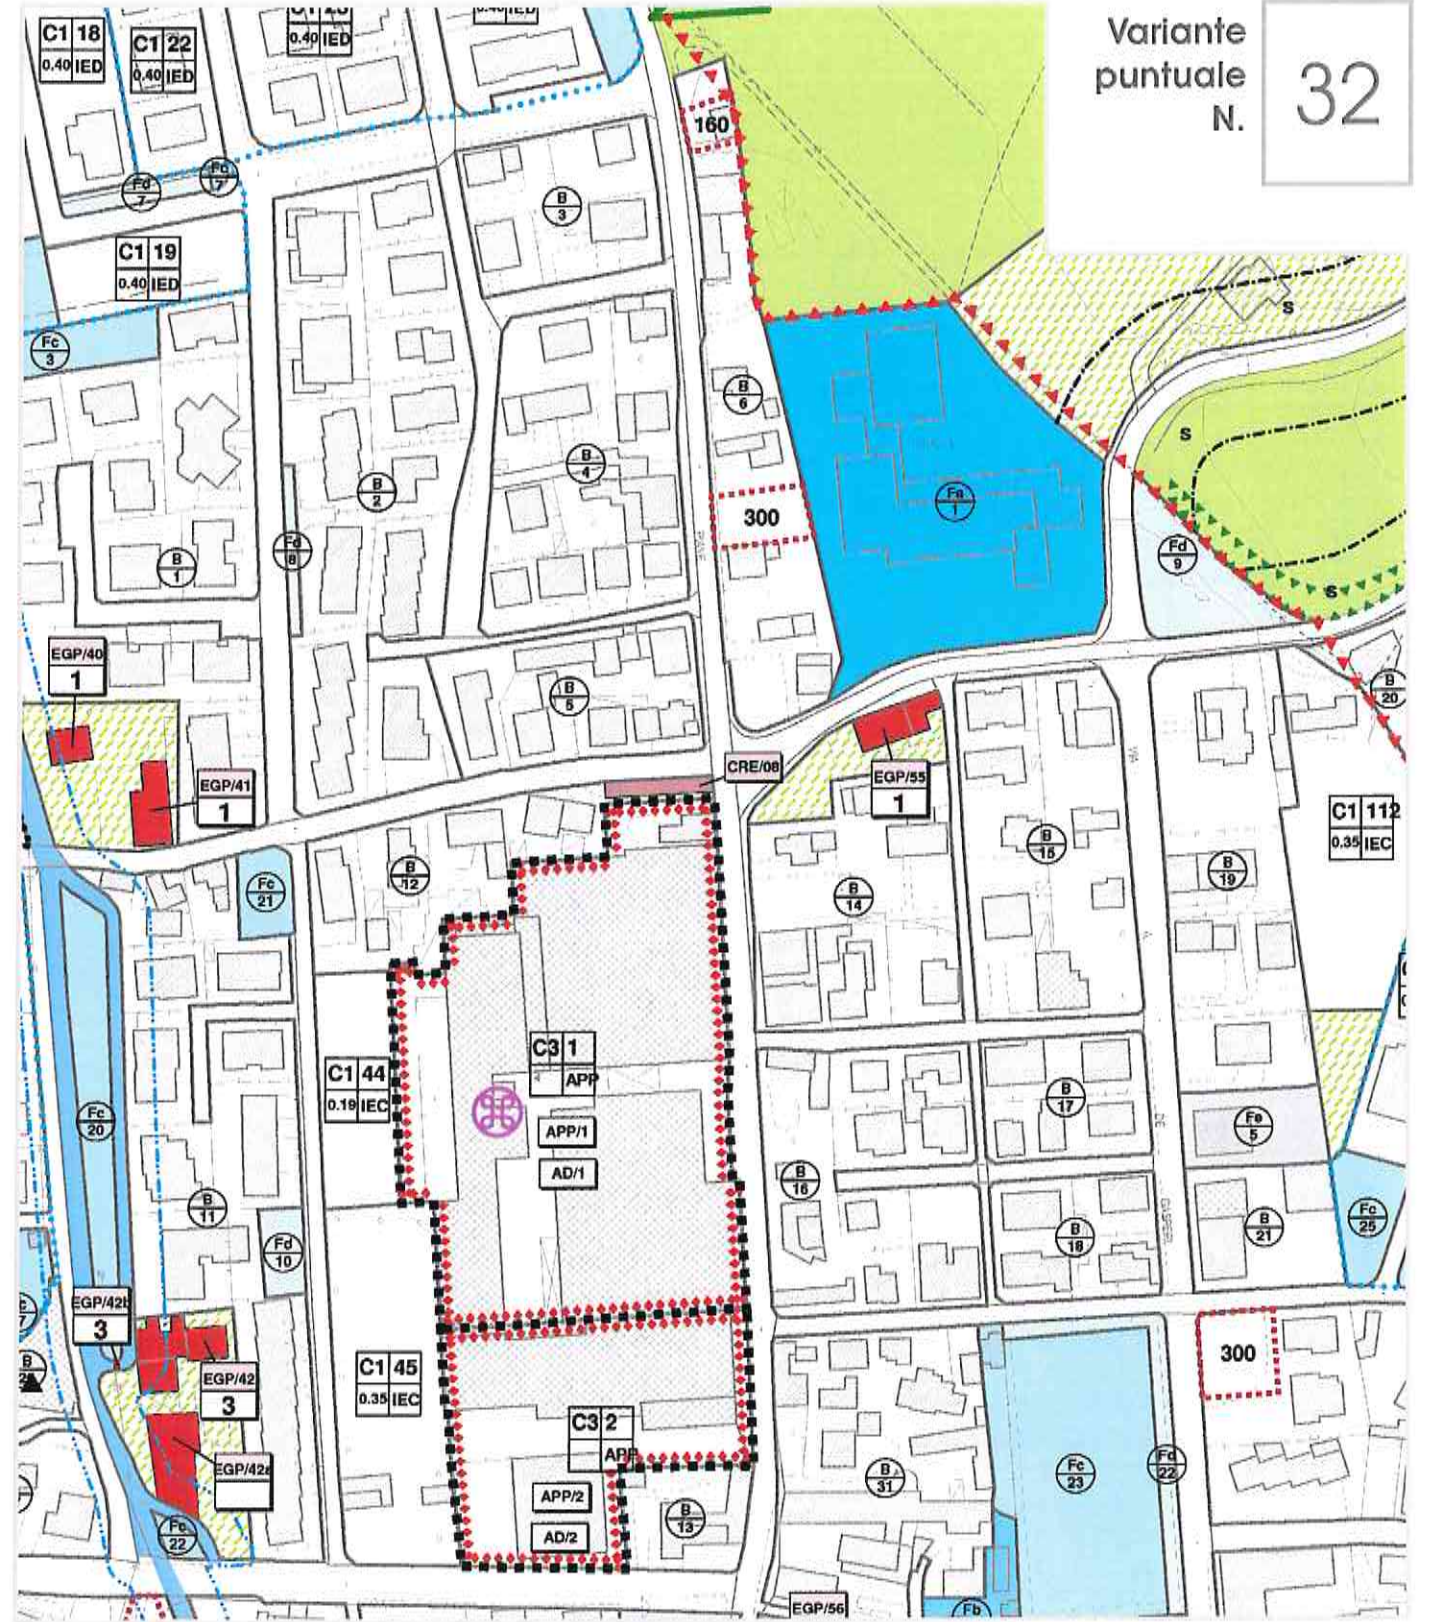 Variante
puntuale
N.
32
C1 18
0.40 IED
C1 22
0.40 IED
0.40 IED
160
Fd
7
Fc
7
B
3
C1 19
0.40 IED
Fc
3
S
B
6
S
B
4
B
2
Fa
1
300
Fd
8
Fd
9
B
1
S
EGP/40
1
B
5
B
20
CRE/08
EGP/55
1
EGP/41
1
C1 112
0.35 IEC
B
15
B
19
B
12
Fc
21
B
14
C3 1
APP
C1 44
0.19 IEC
B
17
Fc
20
APP/1
Fe
5
AD/1
B
16
B
11
Fc
25
B
21
B
18
Fd
10
DE
GASPERI
EGP/42b
3
300
C1 45
0.35 IEC
EGP/42
3
C3 2
APP
EGP/42a
B
31
Fc
23
Fd
22
APP/2
B
13
AD/2
Fc
22
EGP/56
Fb